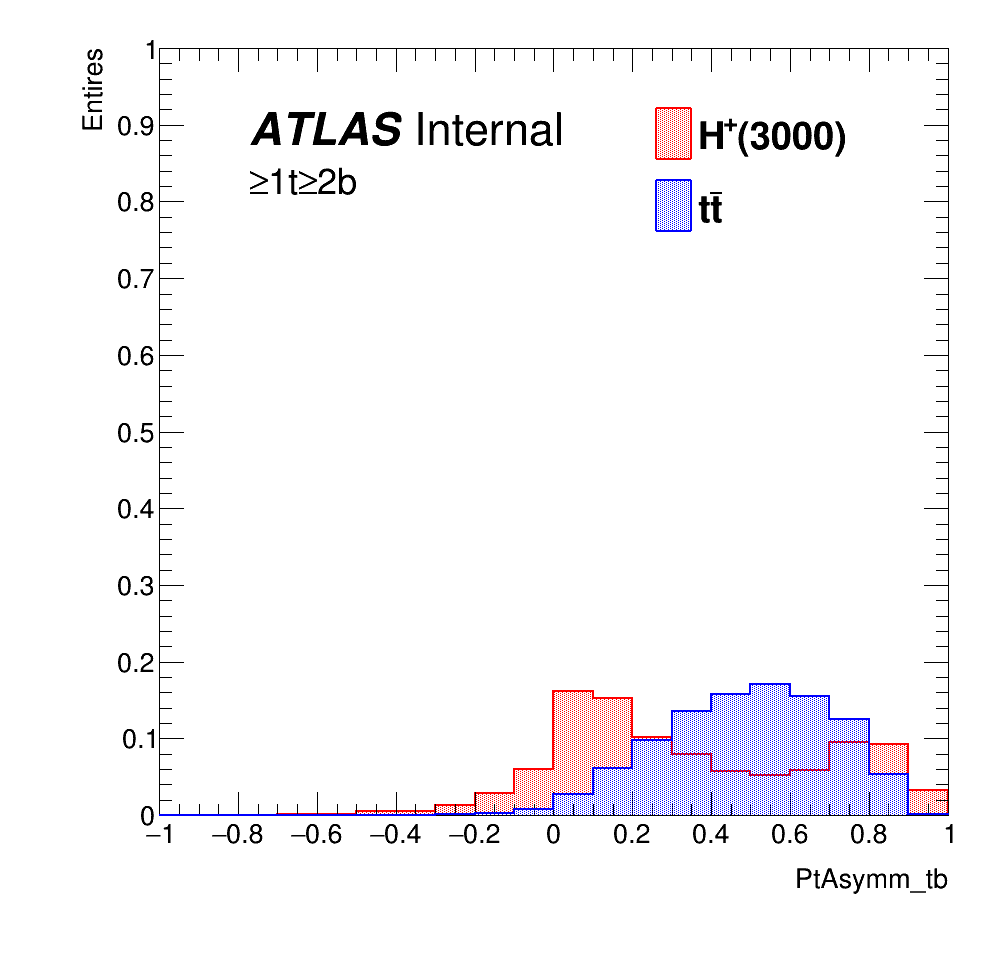 Entires
1
0.9
0.8
0.7
0.6
0.5
0.4
0.3
0.2
0.1
0
ATLAS Internal
≥1t≥2b
H⁺(3000)
tt̄
−1 −0.8 −0.6 −0.4 −0.2 0 0.2 0.4 0.6 0.8 1
PtAsymm_tb